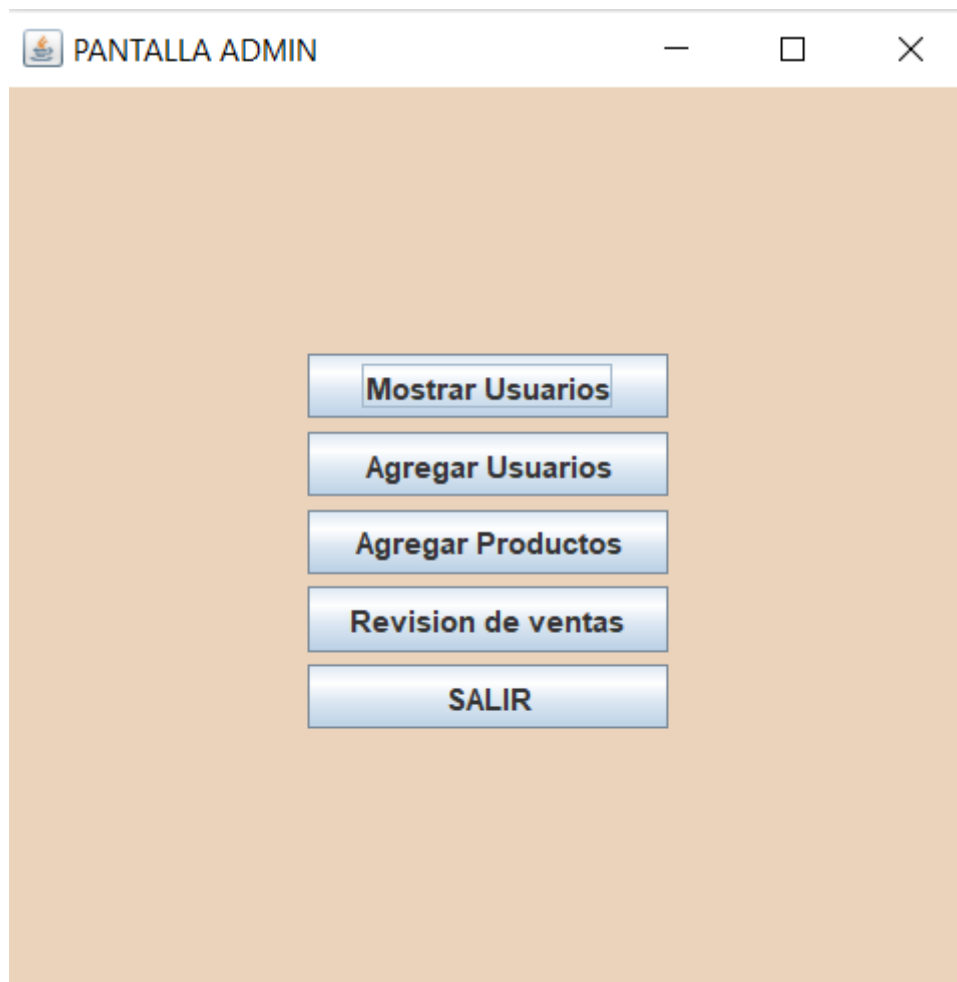 PANTALLA ADMIN
Mostrar Usuarios
Agregar Usuarios
Agregar Productos
Revision de ventas
SALIR